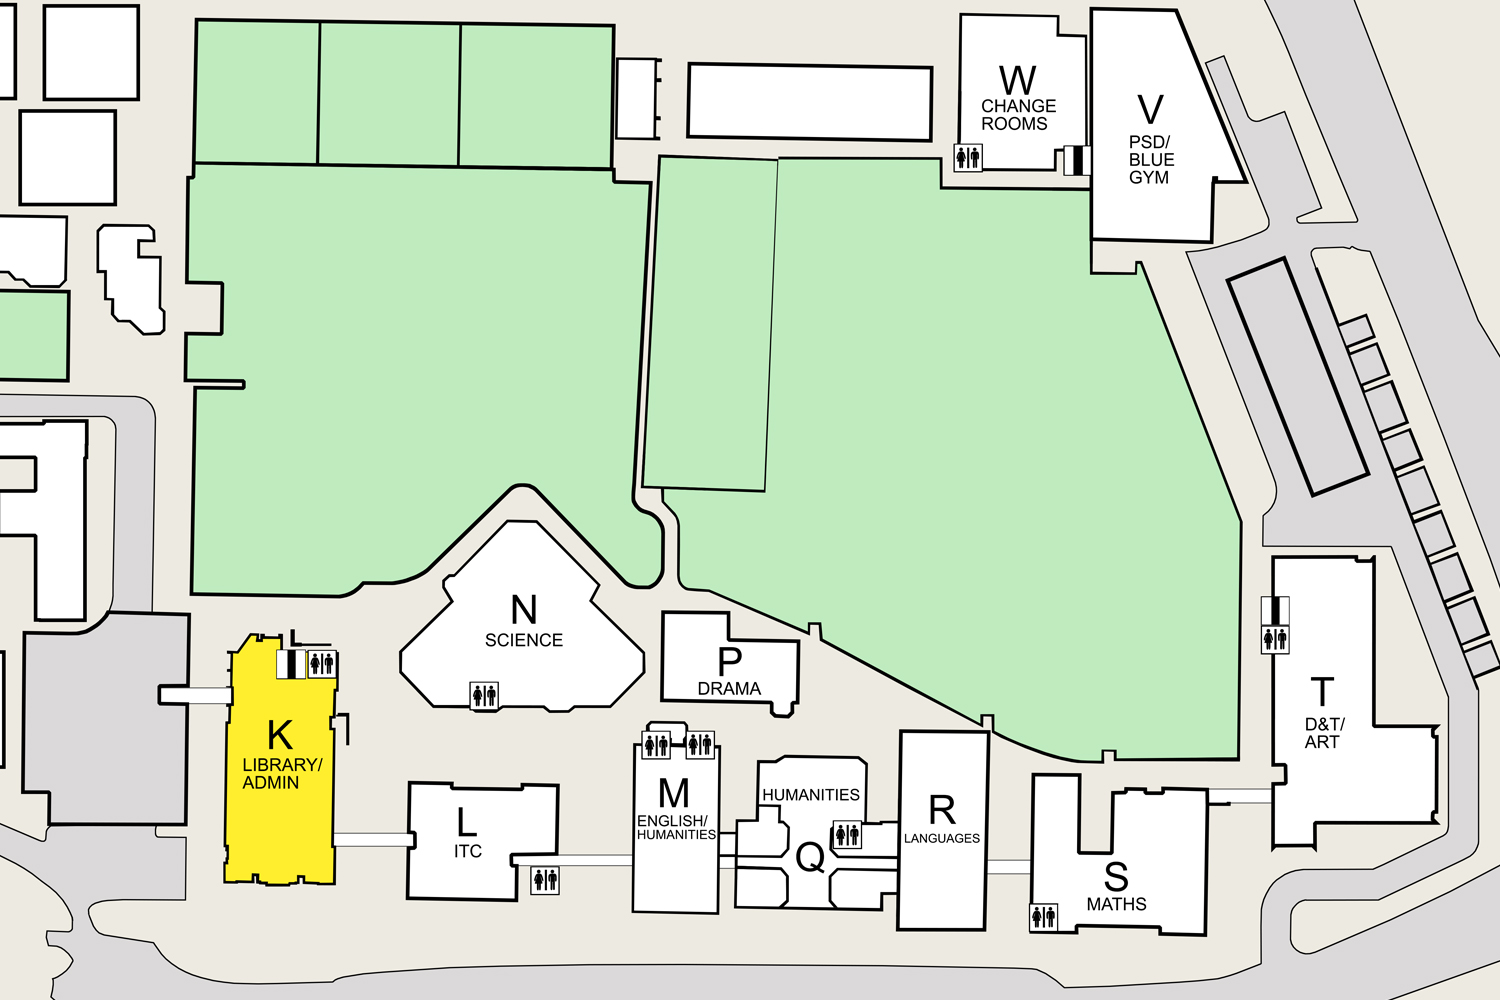 W
CHANGE
ROOMS
V
PSD/
BLUE
GYM
N
SCIENCE
P
DRAMA
K
LIBRARY/
ADMIN
L
ITC
M
ENGLISH/
HUMANITIES
HUMANITIES
Q
R
LANGUAGES
S
MATHS
T
D&T/
ART